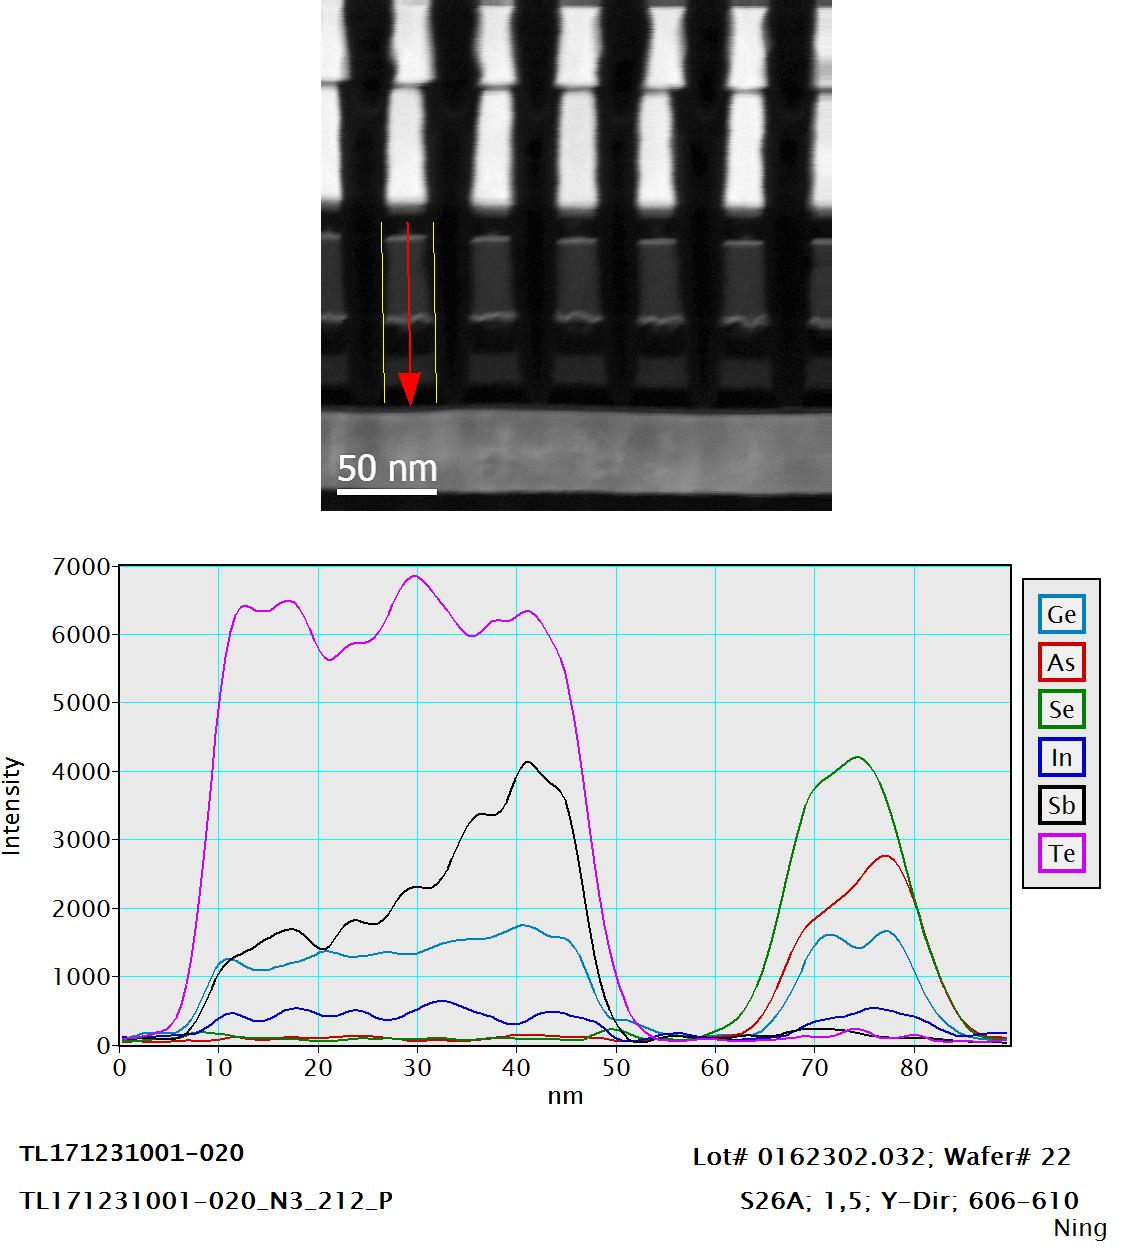 50 nm
7000
6000
5000
4000
3000
2000
1000
0
Intensity
0 10 20 30 40 50 60 70 80
nm
Ge
As
Se
In
Sb
Te
TL171231001-020
Lot# 0162302.032; Wafer# 22
TL171231001-020_N3_212_P
S26A; 1,5; Y-Dir; 606-610
Ning